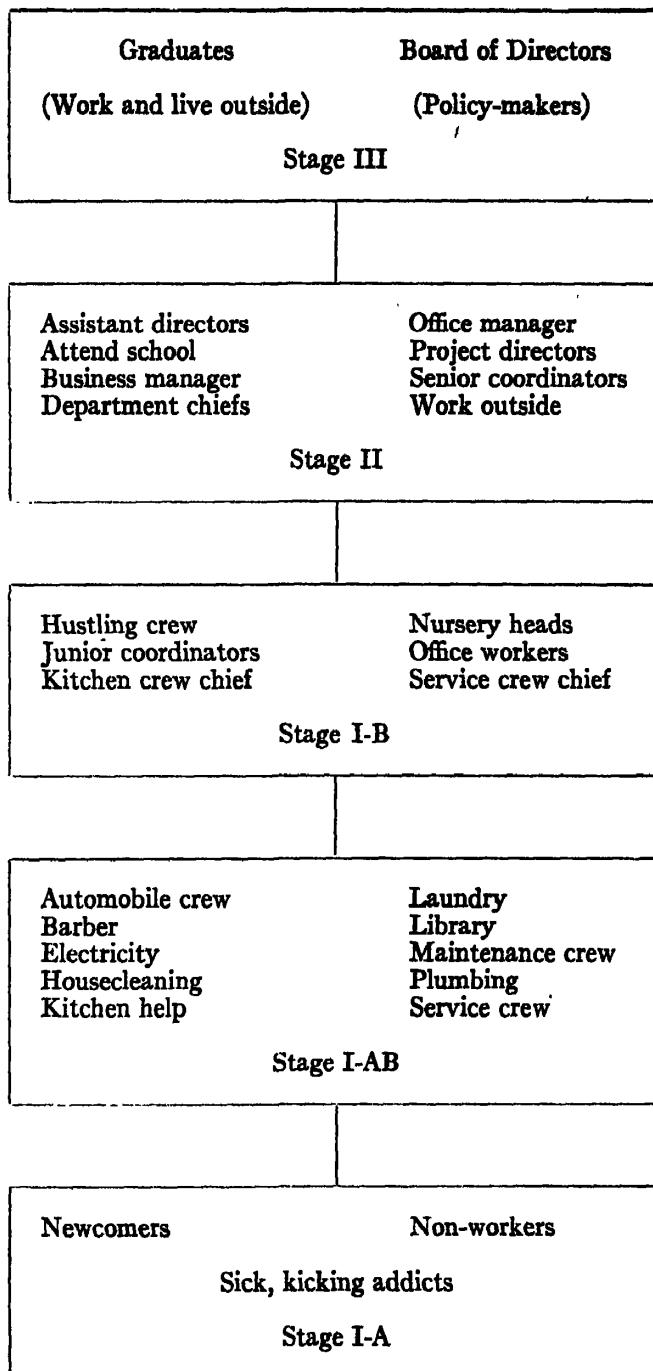 Graduates Board of Directors
(Work and live outside) (Policy-makers)
Stage III
Assistant directors Office manager
Attend school Project directors
Business manager Senior coordinators
Department chiefs Work outside
Stage II
Hustling crew Nursery heads
Junior coordinators Office workers
Kitchen crew chief Service crew chief
Stage I-B
Automobile crew Laundry
Barber Library
Electricity Maintenance crew
Housecleaning Plumbing
Kitchen help Service crew
Stage I-AB
Newcomers Non-workers
Sick, kicking addicts
Stage I-A